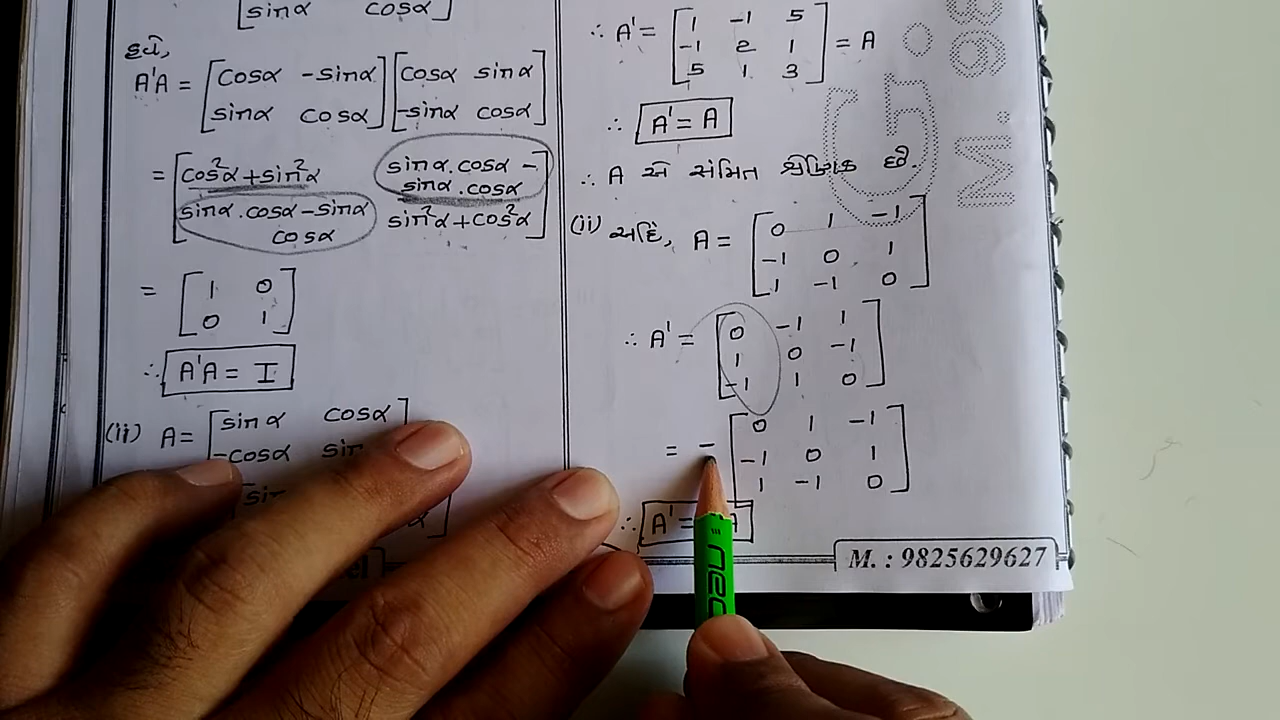 [sinα cosα]
હવે,
A'A = [cosα -sinα] [cosα sinα]
[sinα cosα] [-sinα cosα]
= [cos²α+sin²α sinα.cosα - sinα.cosα]
[sinα.cosα-sinα cosα sin²α+cos²α]
= [1 0]
[0 1]
∴ A'A = I
(ii) A = [sinα cosα]
[-cosα sin
∴ A' = [1 -1 5]
[-1 2 1] = A
[5 1 3]
∴ A' = A
∴ A એ સંમિત શ્રેણિક છે.
(ii) અહિં, A = [0 1 -1]
[-1 0 1]
[1 -1 0]
∴ A' = [0 -1 1]
[1 0 -1]
[-1 1 0]
= - [0 1 -1]
[-1 0 1]
[1 -1 0]
∴ A' = A
M. : 9825629627
G.
M. 98
neo